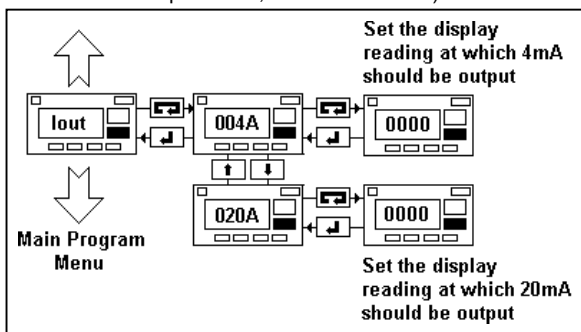 Set the display
reading at which 4mA
should be output
Iout
004A
0000
020A
0000
Main Program
Menu
Set the display
reading at which 20mA
should be output